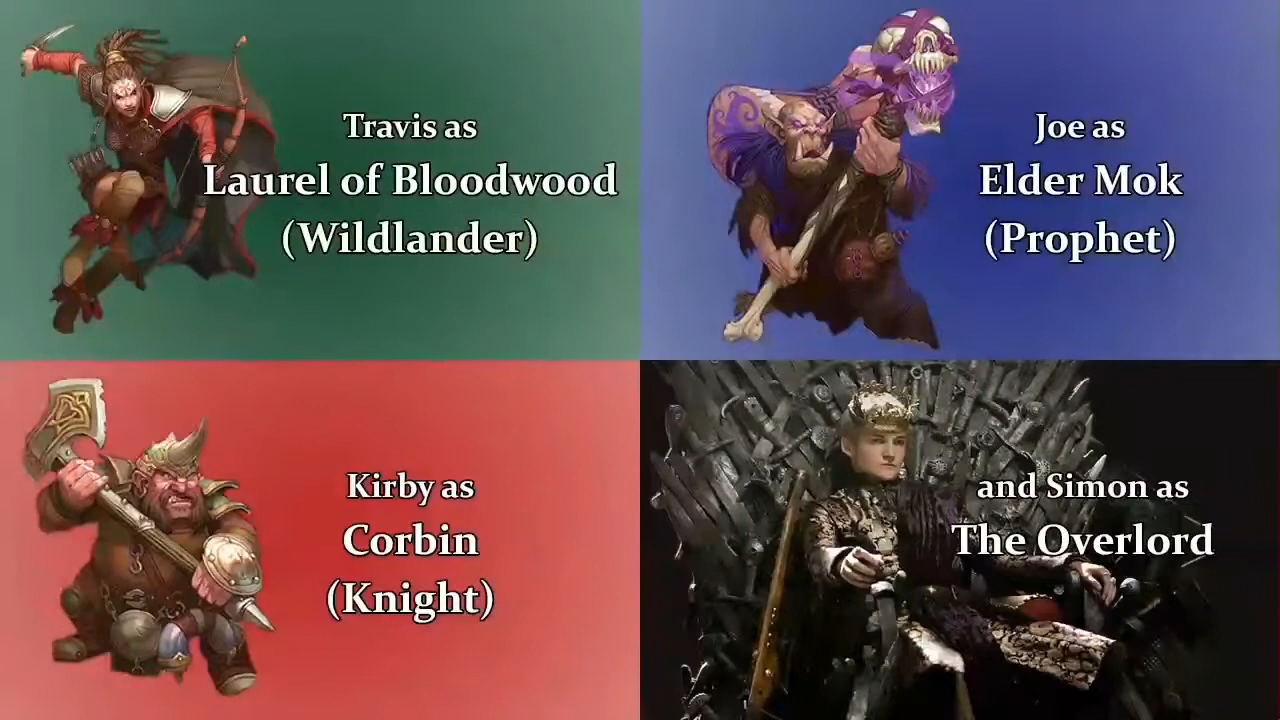 Travis as
Laurel of Bloodwood
(Wildlander)
Joe as
Elder Mok
(Prophet)
Kirby as
Corbin
(Knight)
and Simon as
The Overlord